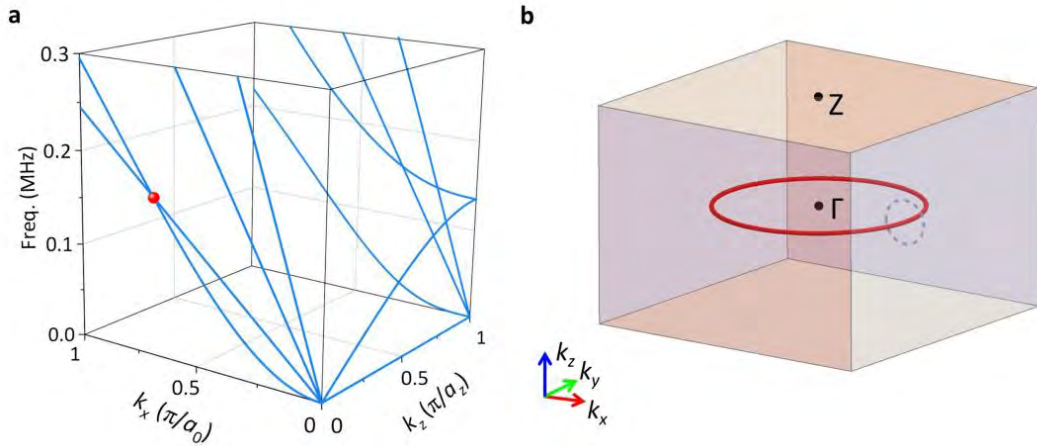 a
b
0.3
0.2
0.1
0.0
Freq. (MHz)
1
0.5
0
kx (π/a0)
0
0.5
1
kz (π/az)
Z
Γ
kz
ky
kx